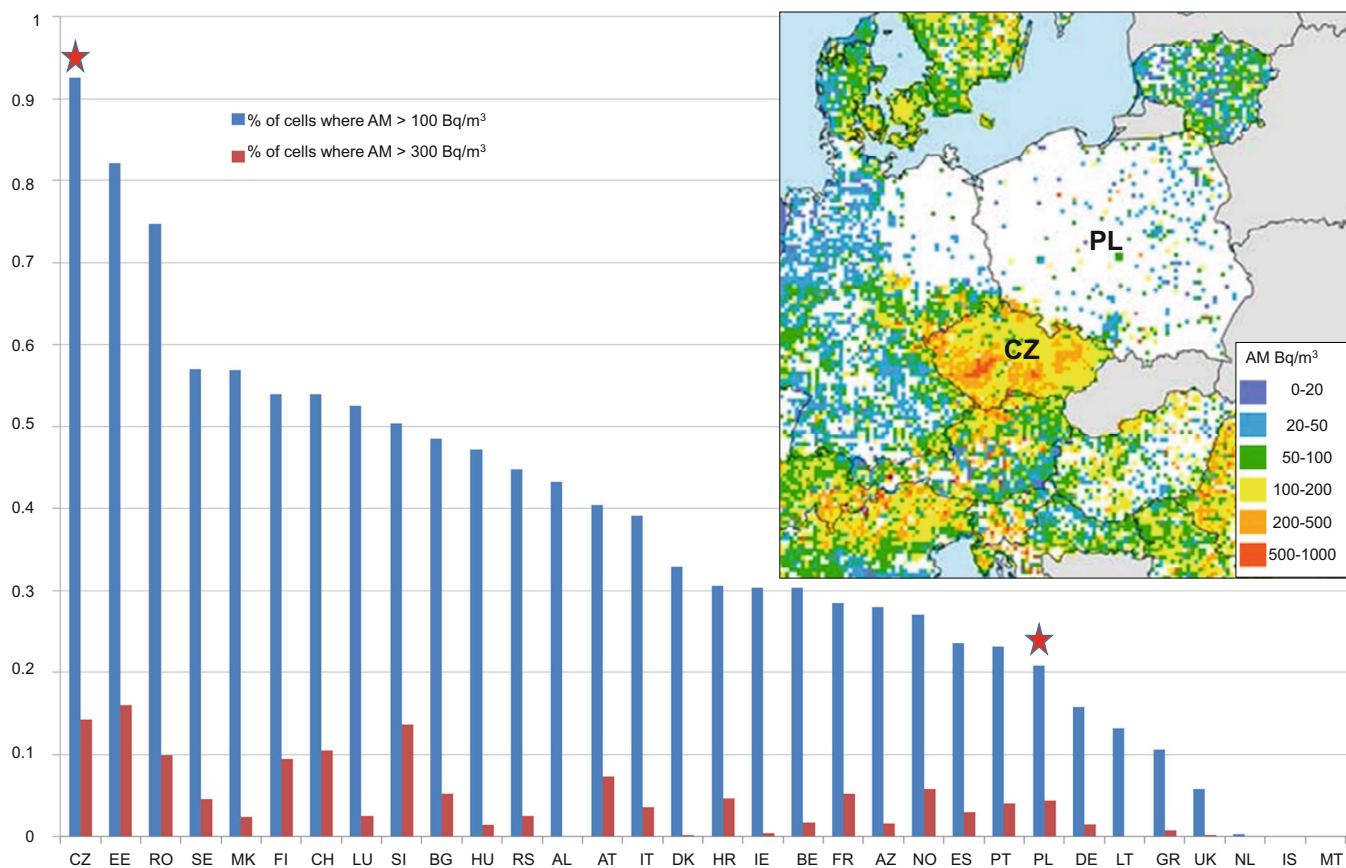 1
0.9
0.8
0.7
0.6
0.5
0.4
0.3
0.2
0.1
0
% of cells where AM > 100 Bq/m³
% of cells where AM > 300 Bq/m³
PL
CZ
AM Bq/m³
0-20
20-50
50-100
100-200
200-500
500-1000
CZ EE RO SE MK FI CH LU SI BG HU RS AL AT IT DK HR IE BE FR AZ NO ES PT PL DE LT GR UK NL IS MT